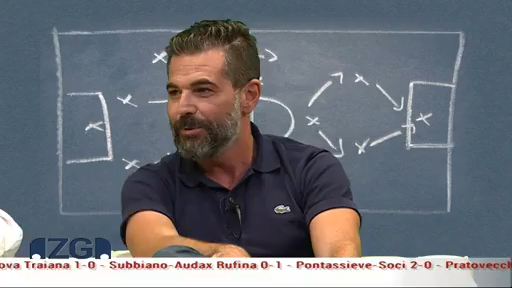 ZG
ova Traiana 1-0 - Subbiano-Audax Rufina 0-1 - Pontassieve-Soci 2-0 - Pratovecch